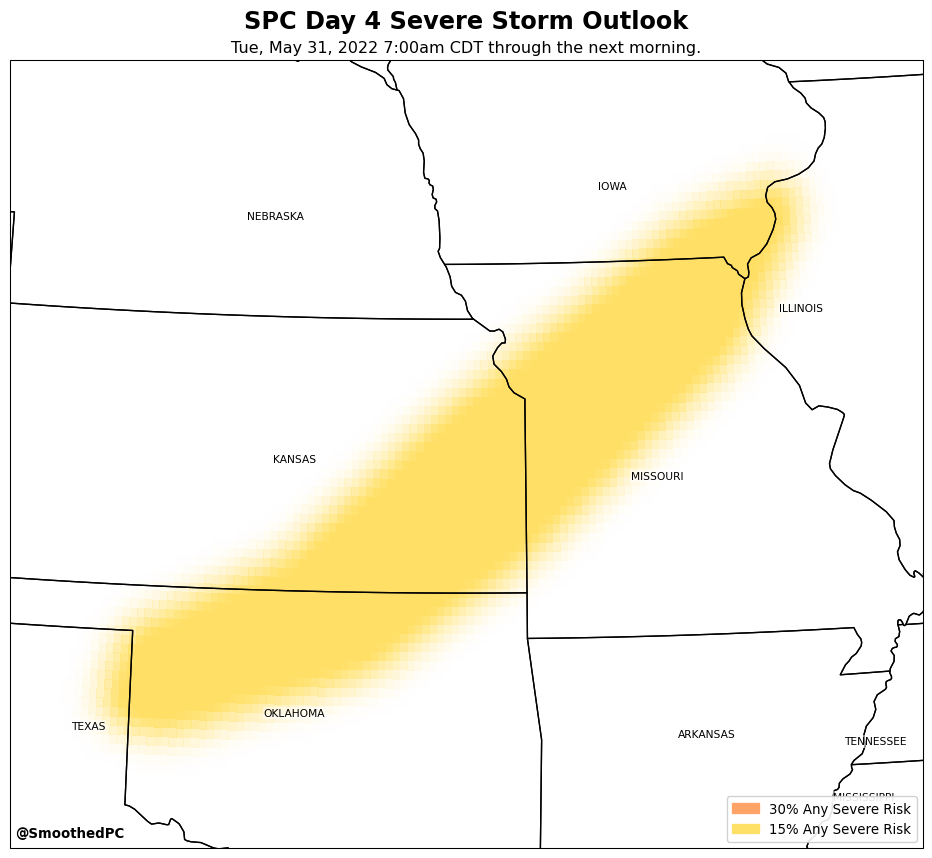 SPC Day 4 Severe Storm Outlook
Tue, May 31, 2022 7:00am CDT through the next morning.
IOWA
NEBRASKA
ILLINOIS
KANSAS
MISSOURI
OKLAHOMA
TEXAS
ARKANSAS
TENNESSEE
MISSISSIPPI
30% Any Severe Risk
15% Any Severe Risk
@SmoothedPC